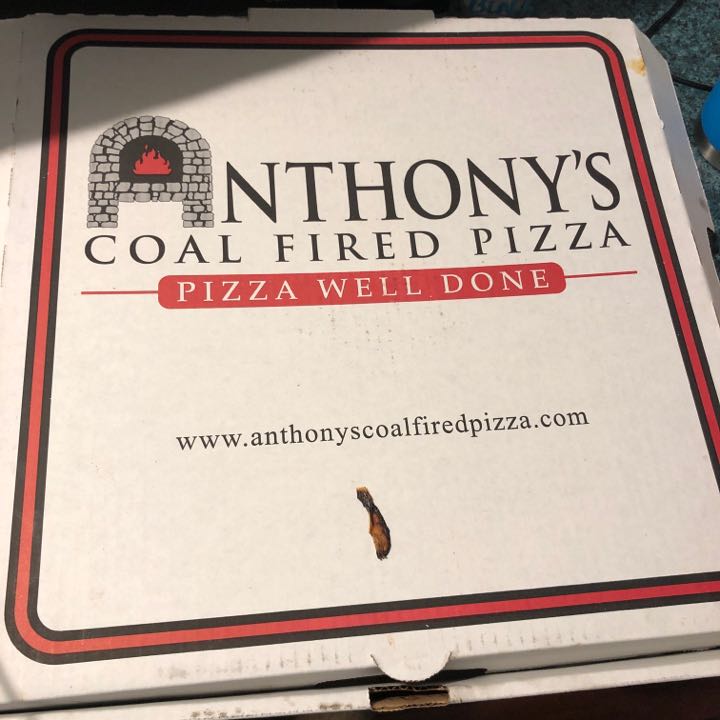 ANTHONY'S
COAL FIRED PIZZA
PIZZA WELL DONE
www.anthonyscoalfiredpizza.com